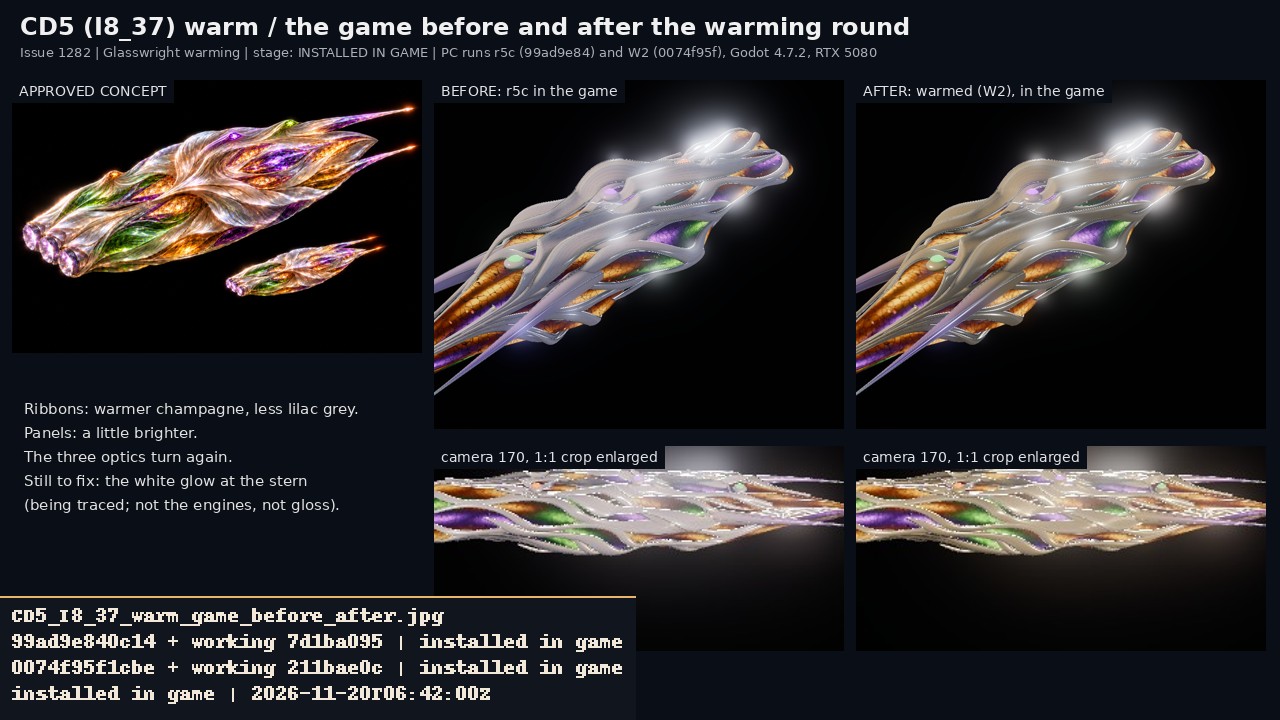 CD5 (l8_37) warm / the game before and after the warming round
Issue 1282 | Glasswright warming | stage: INSTALLED IN GAME | PC runs r5c (99ad9e84) and W2 (0074f95f), Godot 4.7.2, RTX 5080
APPROVED CONCEPT
BEFORE: r5c in the game
AFTER: warmed (W2), in the game
Ribbons: warmer champagne, less lilac grey.
Panels: a little brighter.
The three optics turn again.
Still to fix: the white glow at the stern
(being traced; not the engines, not gloss).
camera 170, 1:1 crop enlarged
camera 170, 1:1 crop enlarged
CD5_I8_37_warm_game_before_after.jpg
99ad9e840c14 + working 7d1ba095 | installed in game
0074f95f1cbe + working 211bae0c | installed in game
installed in game | 2026-11-20T06:42:00Z